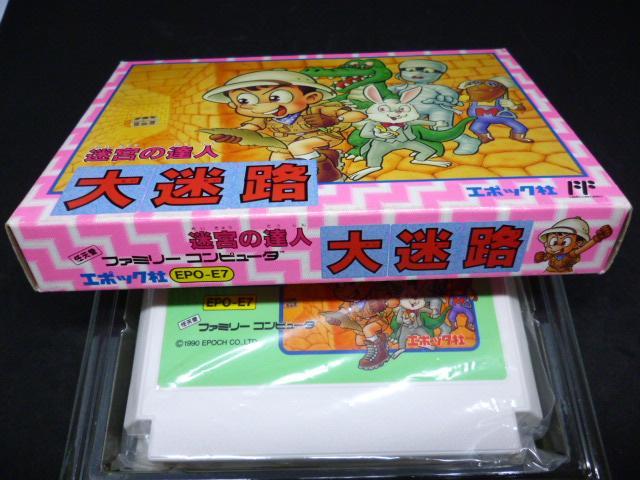 迷宮の達人
大迷路
エポック社
任天堂
ファミリーコンピュータ™
エポック社 EPO-E7
迷宮の達人
大迷路
EPO-E7
任天堂 ファミリーコンピュータ
©1990 EPOCH CO.,LTD.
エポック社